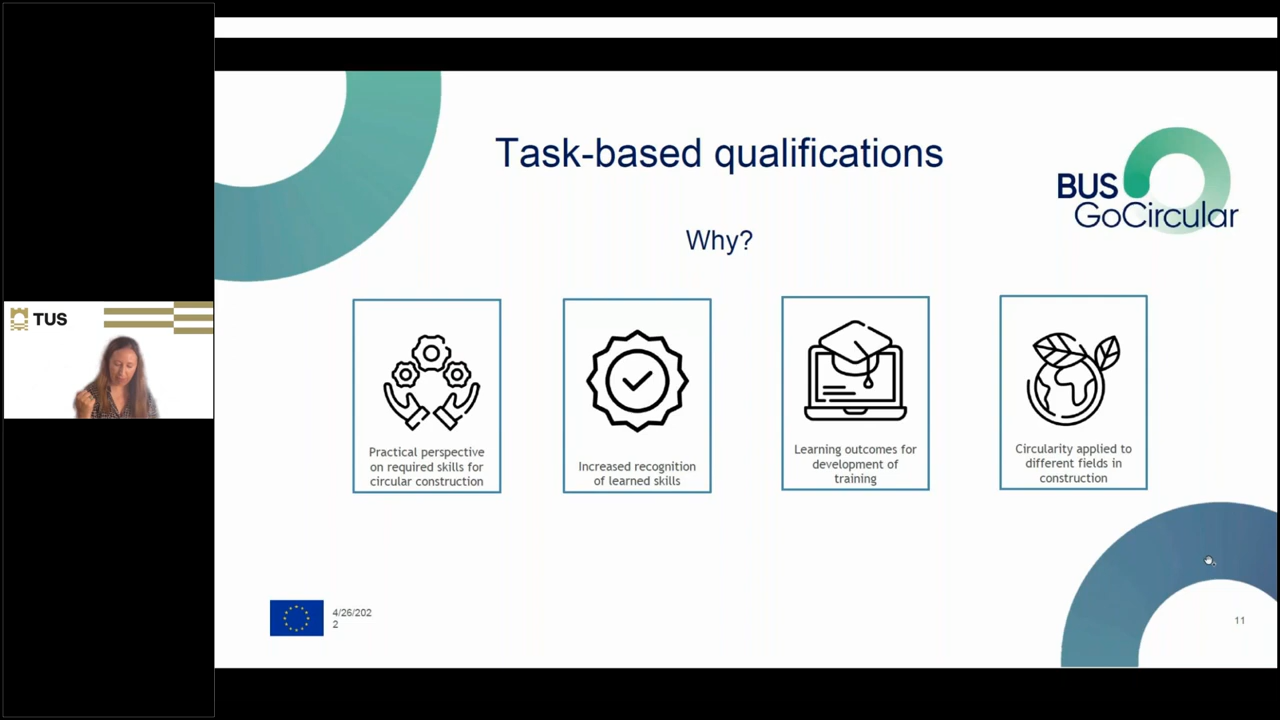 Task-based qualifications
BUS
GoCircular
Why?
TUS
Practical perspective
on required skills for
circular construction
Increased recognition
of learned skills
Learning outcomes for
development of
training
Circularity applied to
different fields in
construction
4/26/202
2
11